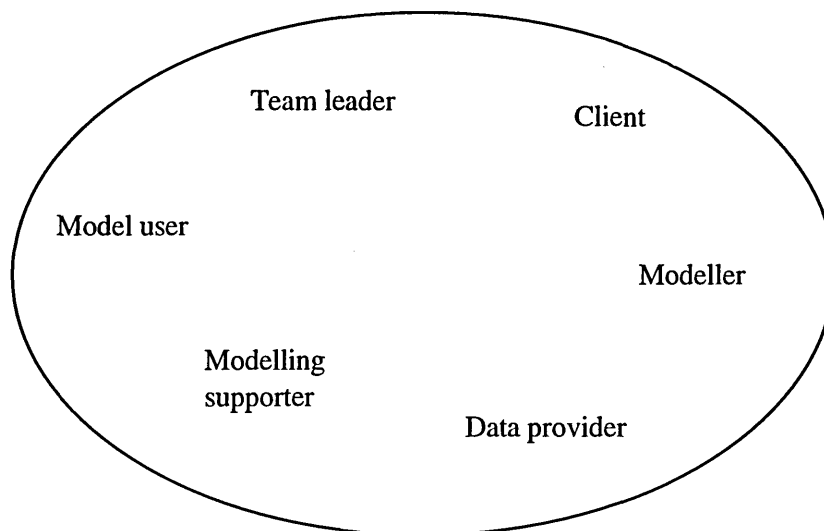 Team leader
Client
Model user
Modeller
Modelling
supporter
Data provider